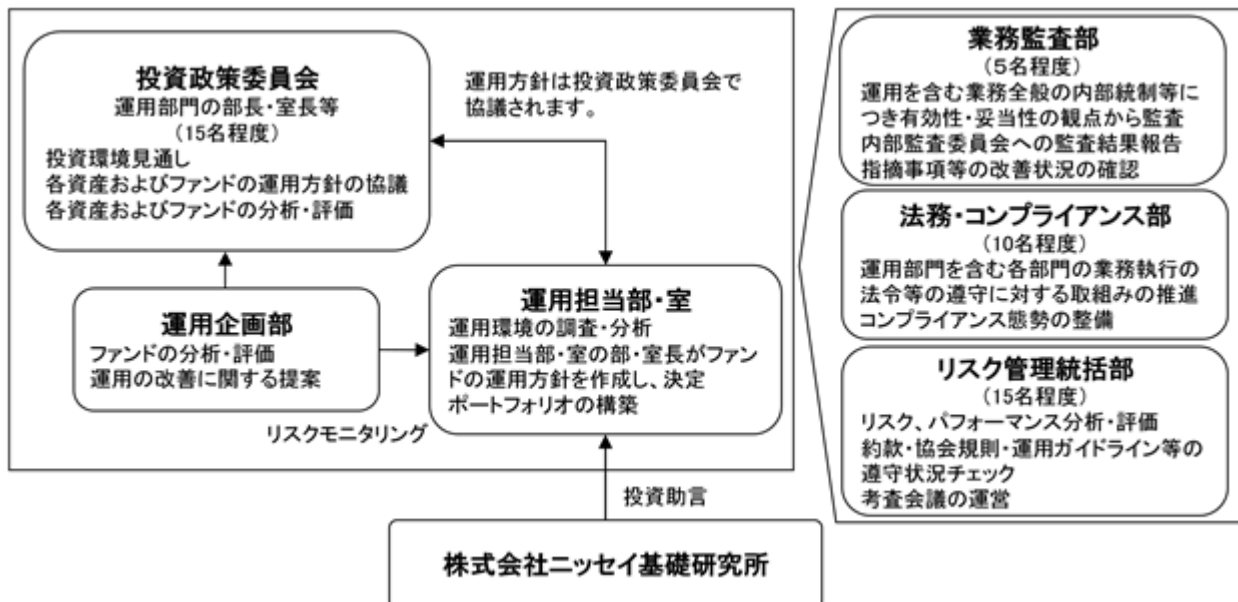 投資政策委員会
運用部門の部長・室長等
(15名程度)
投資環境見通し
各資産およびファンドの運用方針の協議
各資産およびファンドの分析・評価
運用方針は投資政策委員会で
協議されます。
運用企画部
ファンドの分析・評価
運用の改善に関する提案
リスクモニタリング
運用担当部・室
運用環境の調査・分析
運用担当部・室の部・室長がファン
ドの運用方針を作成し、決定
ポートフォリオの構築
投資助言
株式会社ニッセイ基礎研究所
業務監査部
(5名程度)
運用を含む業務全般の内部統制等に
つき有効性・妥当性の観点から監査
内部監査委員会への監査結果報告
指摘事項等の改善状況の確認
法務・コンプライアンス部
(10名程度)
運用部門を含む各部門の業務執行の
法令等の遵守に対する取組みの推進
コンプライアンス態勢の整備
リスク管理統括部
(15名程度)
リスク、パフォーマンス分析・評価
約款・協会規則・運用ガイドライン等の
遵守状況チェック
考査会議の運営